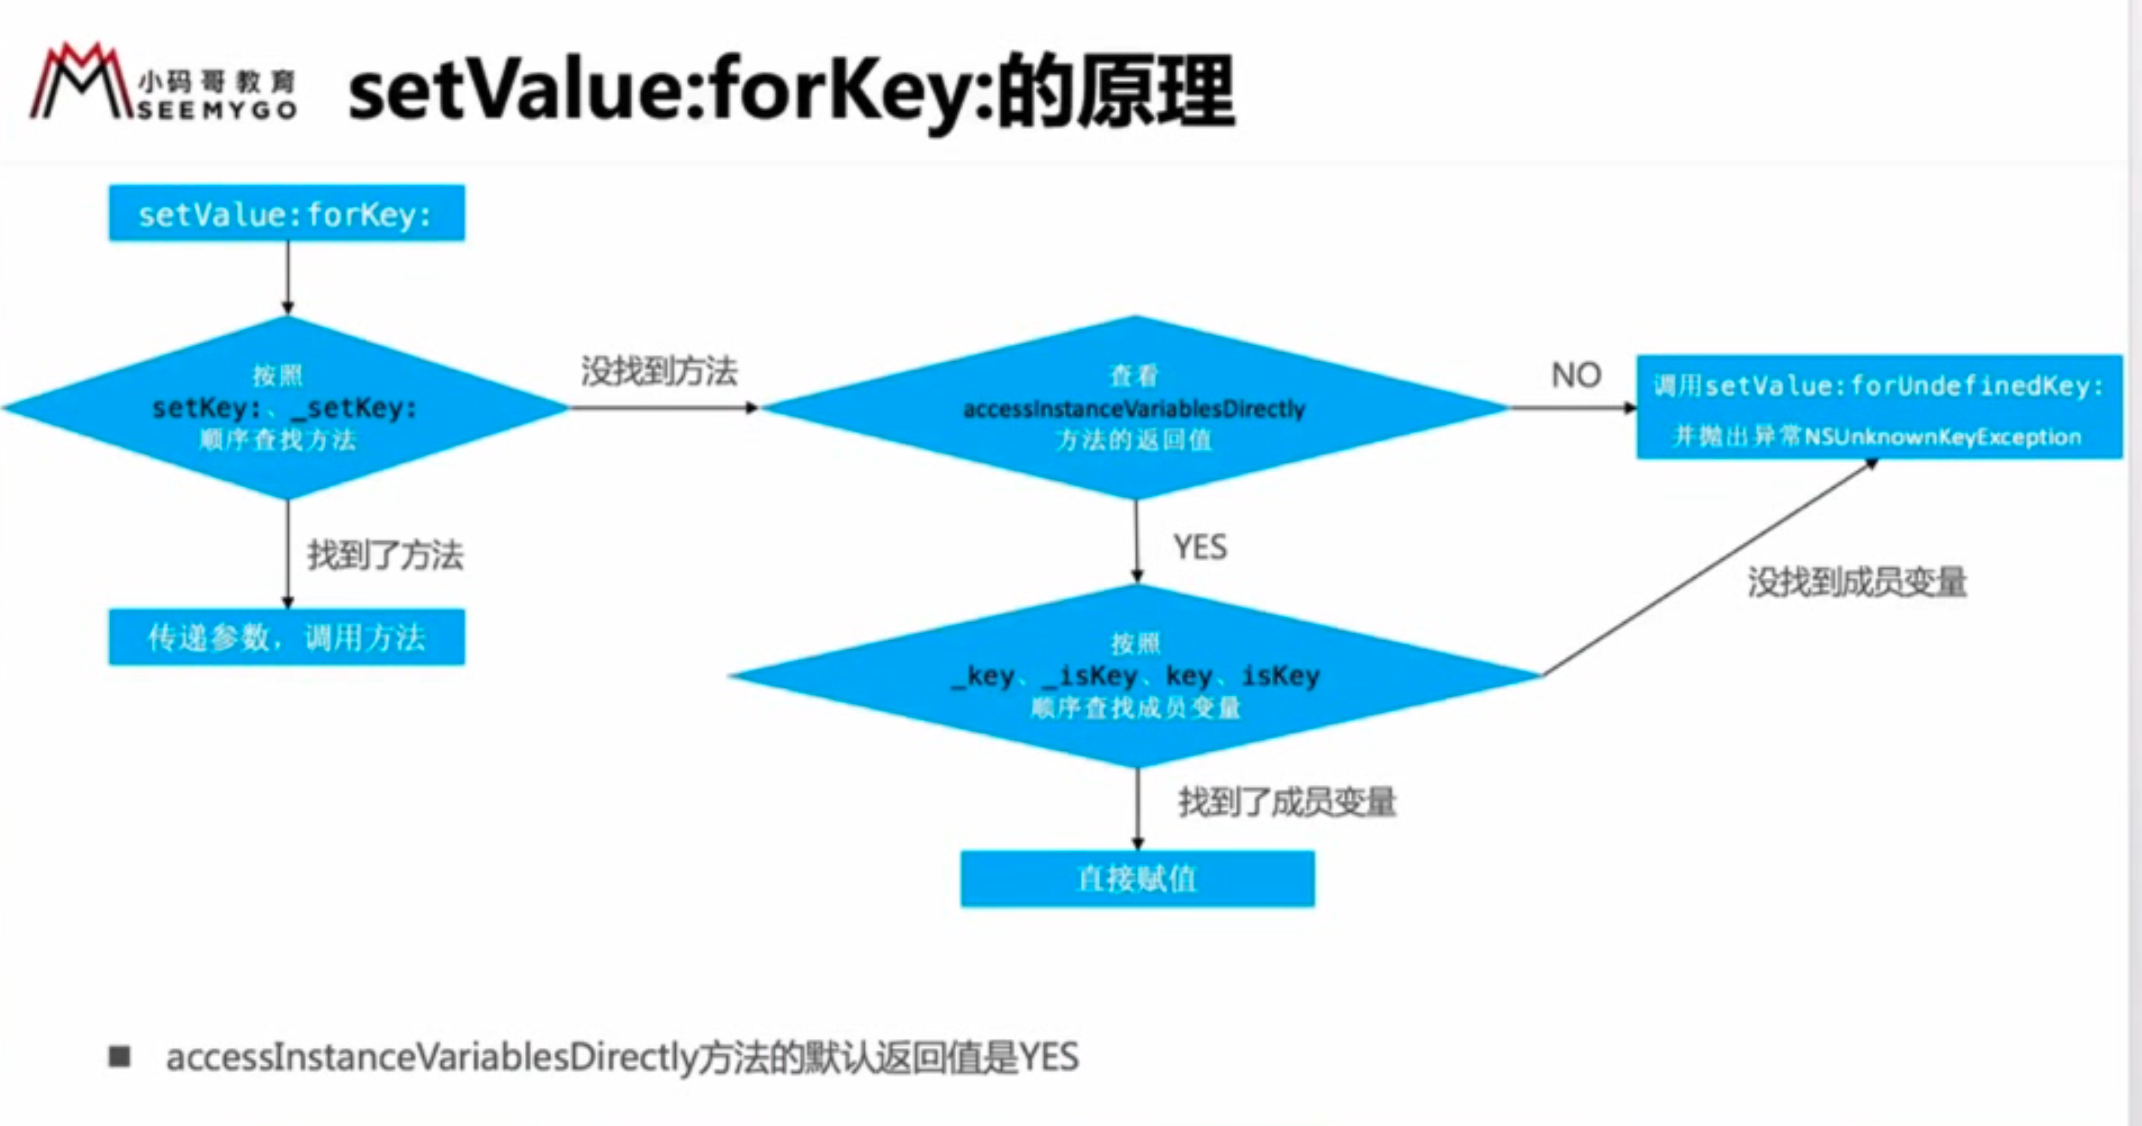 小码哥教育
SEEMYGO
setValue:forKey:的原理
setValue:forKey:
按照
setKey:、_setKey:
顺序查找方法
没找到方法
查看
accessInstanceVariablesDirectly
方法的返回值
NO
调用setValue:forUndefinedKey:
并抛出异常NSUnknownKeyException
找到了方法
传递参数，调用方法
YES
没找到成员变量
按照
_key、_isKey、key、isKey
顺序查找成员变量
找到了成员变量
直接赋值
■ accessInstanceVariablesDirectly方法的默认返回值是YES